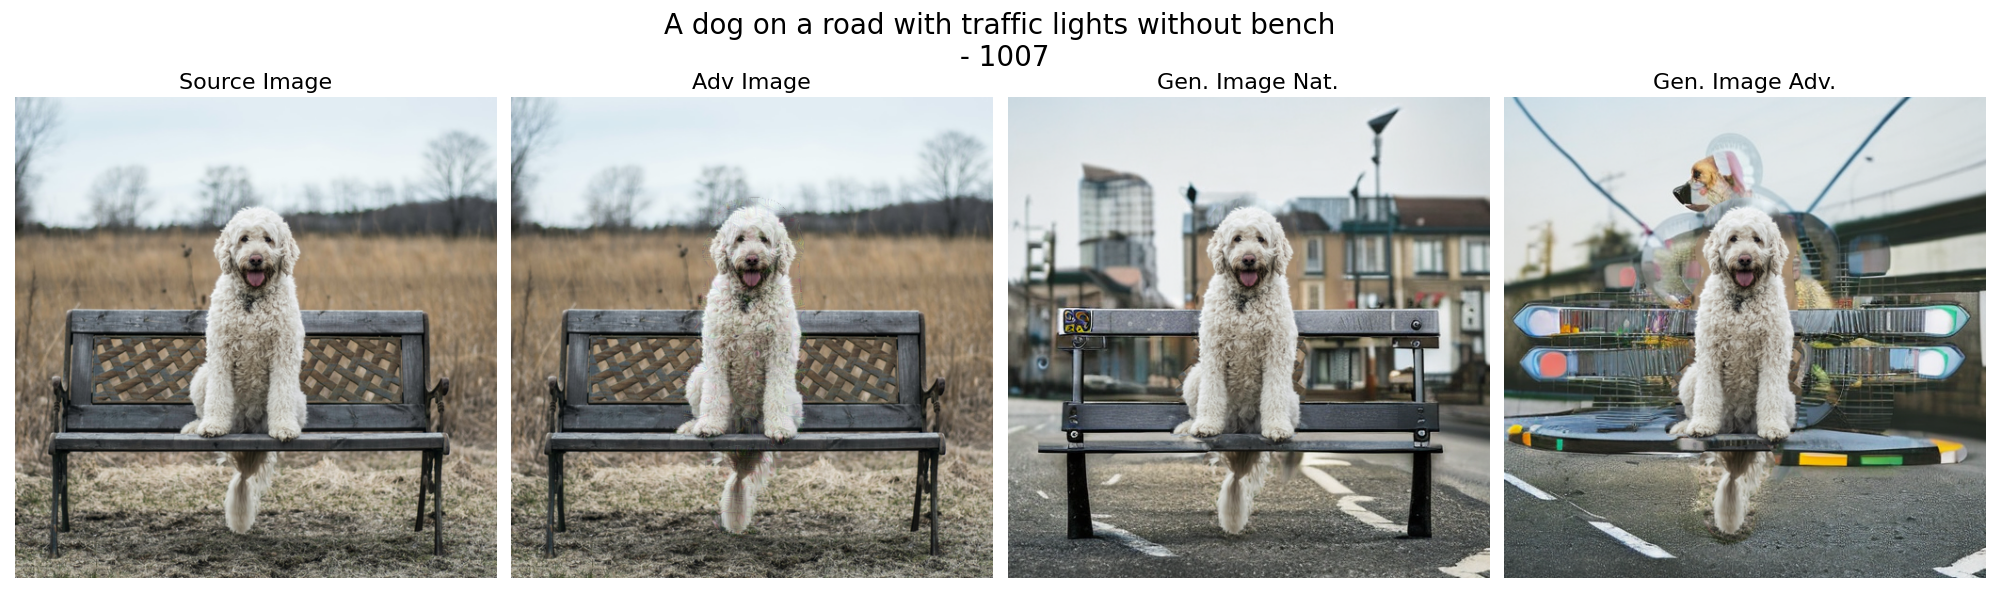 A dog on a road with traffic lights without bench
- 1007
Source Image
Adv Image
Gen. Image Nat.
Gen. Image Adv.